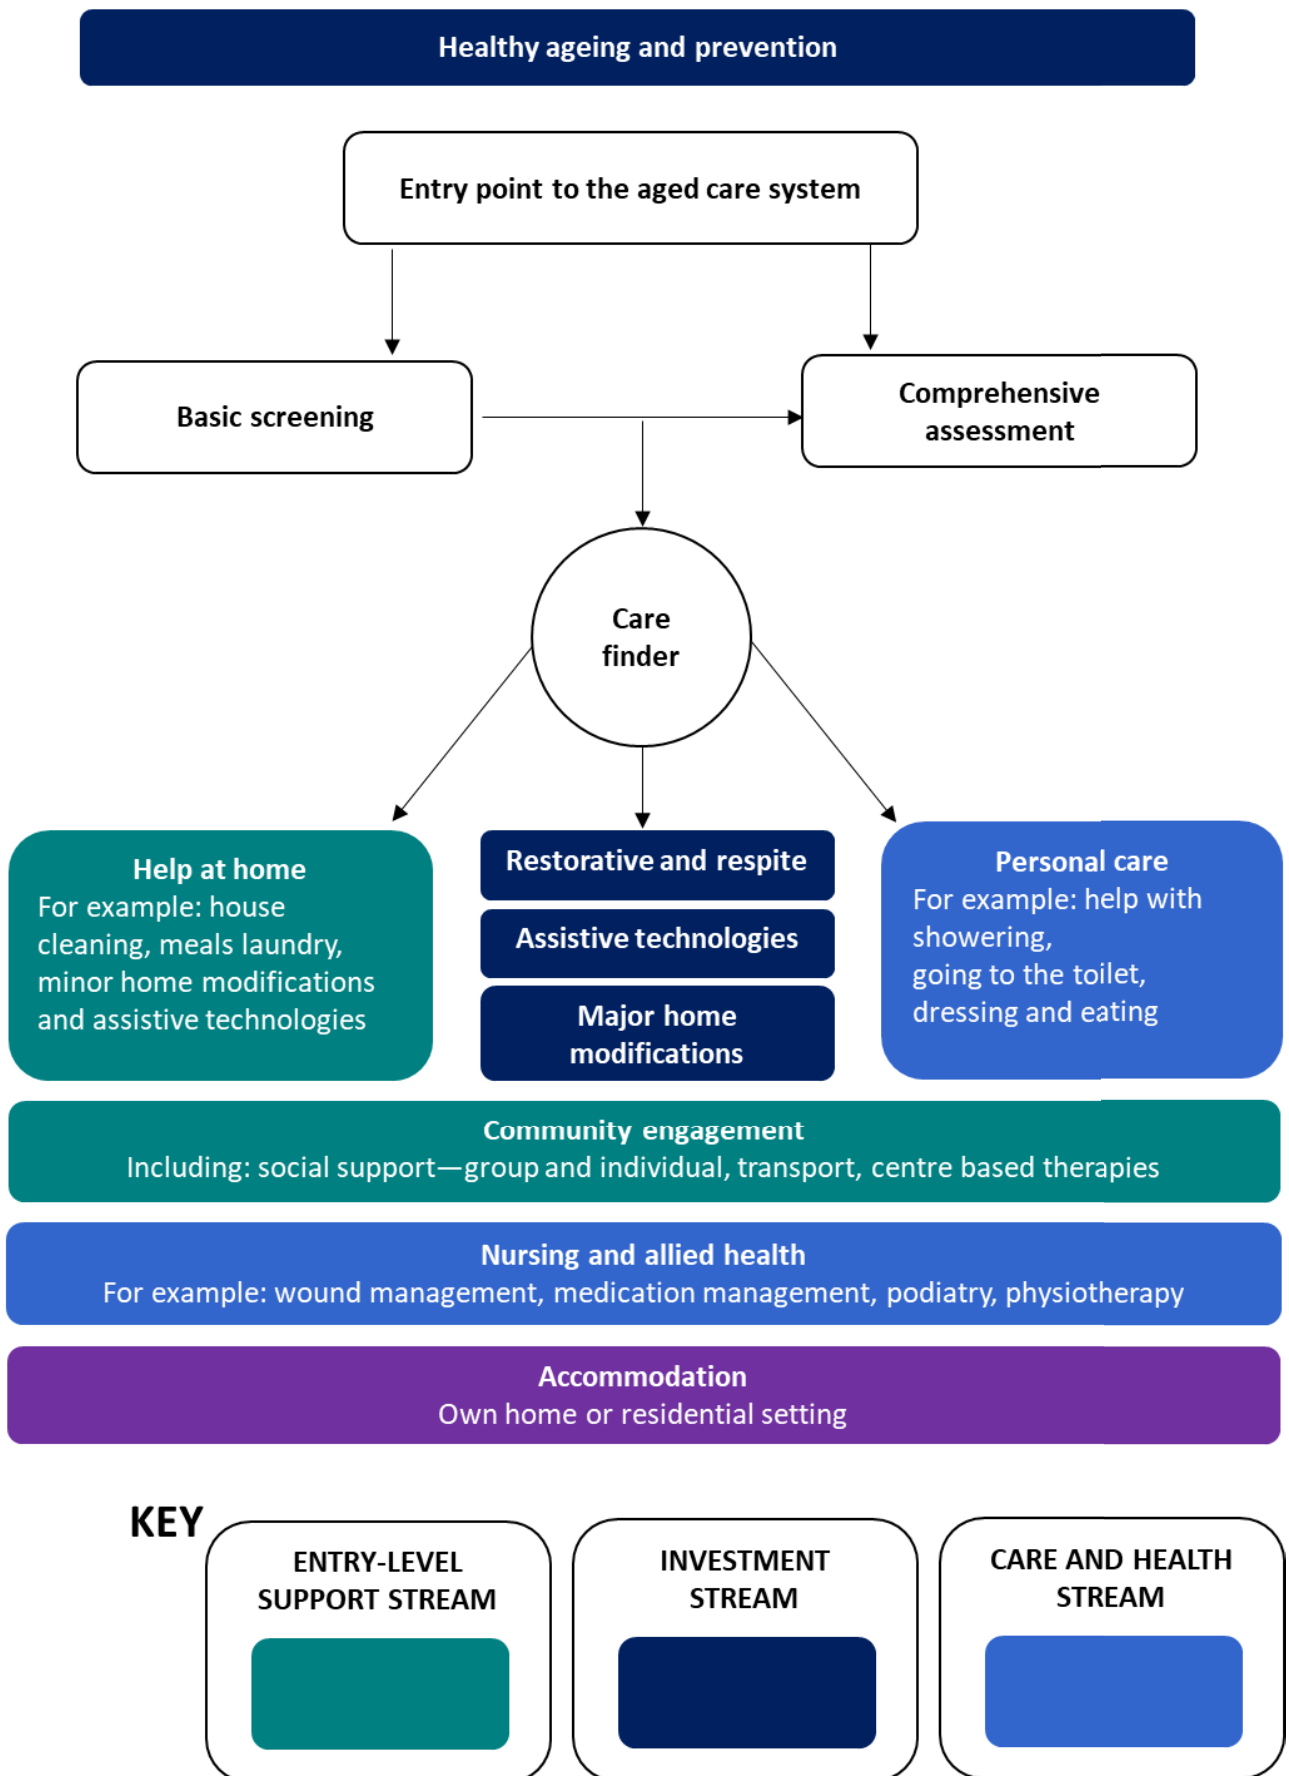 Healthy ageing and prevention
Entry point to the aged care system
Basic screening
Comprehensive
assessment
Care
finder
Help at home
For example: house
cleaning, meals laundry,
minor home modifications
and assistive technologies
Restorative and respite
Assistive technologies
Major home
modifications
Personal care
For example: help with
showering,
going to the toilet,
dressing and eating
Community engagement
Including: social support—group and individual, transport, centre based therapies
Nursing and allied health
For example: wound management, medication management, podiatry, physiotherapy
Accommodation
Own home or residential setting
KEY
ENTRY-LEVEL
SUPPORT STREAM
INVESTMENT
STREAM
CARE AND HEALTH
STREAM